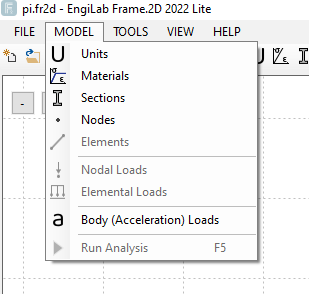 pi.fr2d - EngiLab Frame.2D 2022 Lite
FILE MODEL TOOLS VIEW HELP
U Units
Materials
Sections
Nodes
Elements
Nodal Loads
Elemental Loads
a Body (Acceleration) Loads
Run Analysis F5